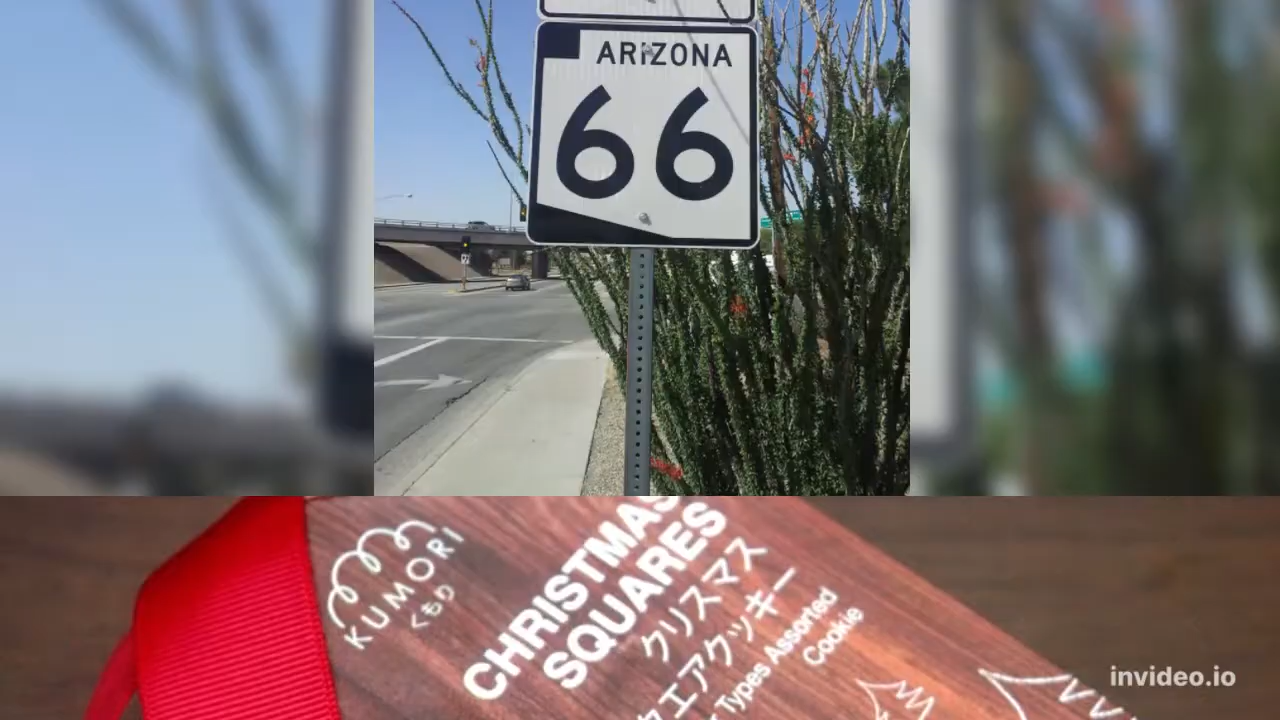 ARIZONA
66
KUMORI
くもり
CHRISTMAS
SQUARES
クリスマス
クエアクッキー
Types Assorted
Cookie
invideo.io